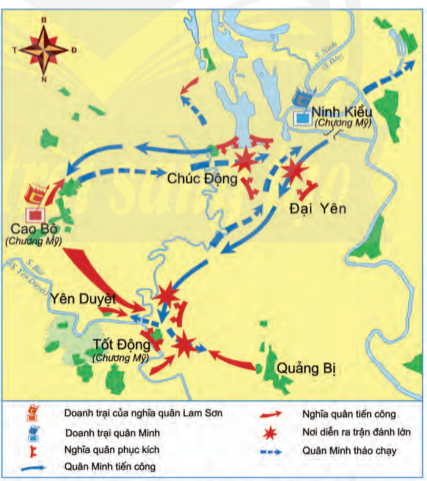 B
T
Đ
N
S. Ninh
(S. Đáy)
Ninh Kiều
(Chương Mỹ)
Chúc Động
Đại Yên
Cao Bộ
(Chương Mỹ)
S. Bùi
(S. Yên Duyệt)
Yên Duyệt
Tốt Động
(Chương Mỹ)
Quảng Bị
Doanh trại của nghĩa quân Lam Sơn
Doanh trại quân Minh
Nghĩa quân phục kích
Quân Minh tiến công
Nghĩa quân tiến công
Nơi diễn ra trận đánh lớn
Quân Minh tháo chạy